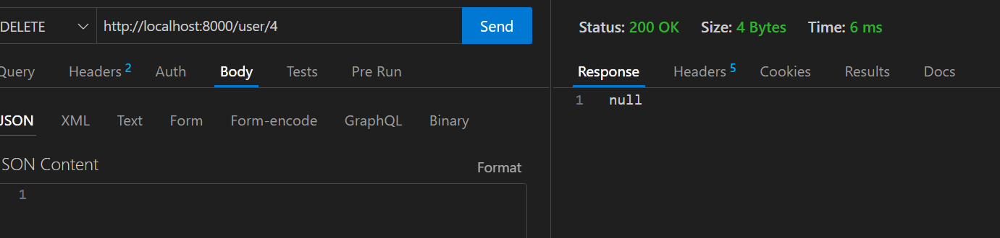 DELETE http://localhost:8000/user/4 Send
Query Headers 2 Auth Body Tests Pre Run
JSON XML Text Form Form-encode GraphQL Binary
SON Content
Format
1
Status: 200 OK Size: 4 Bytes Time: 6 ms
Response Headers 5 Cookies Results Docs
1 null